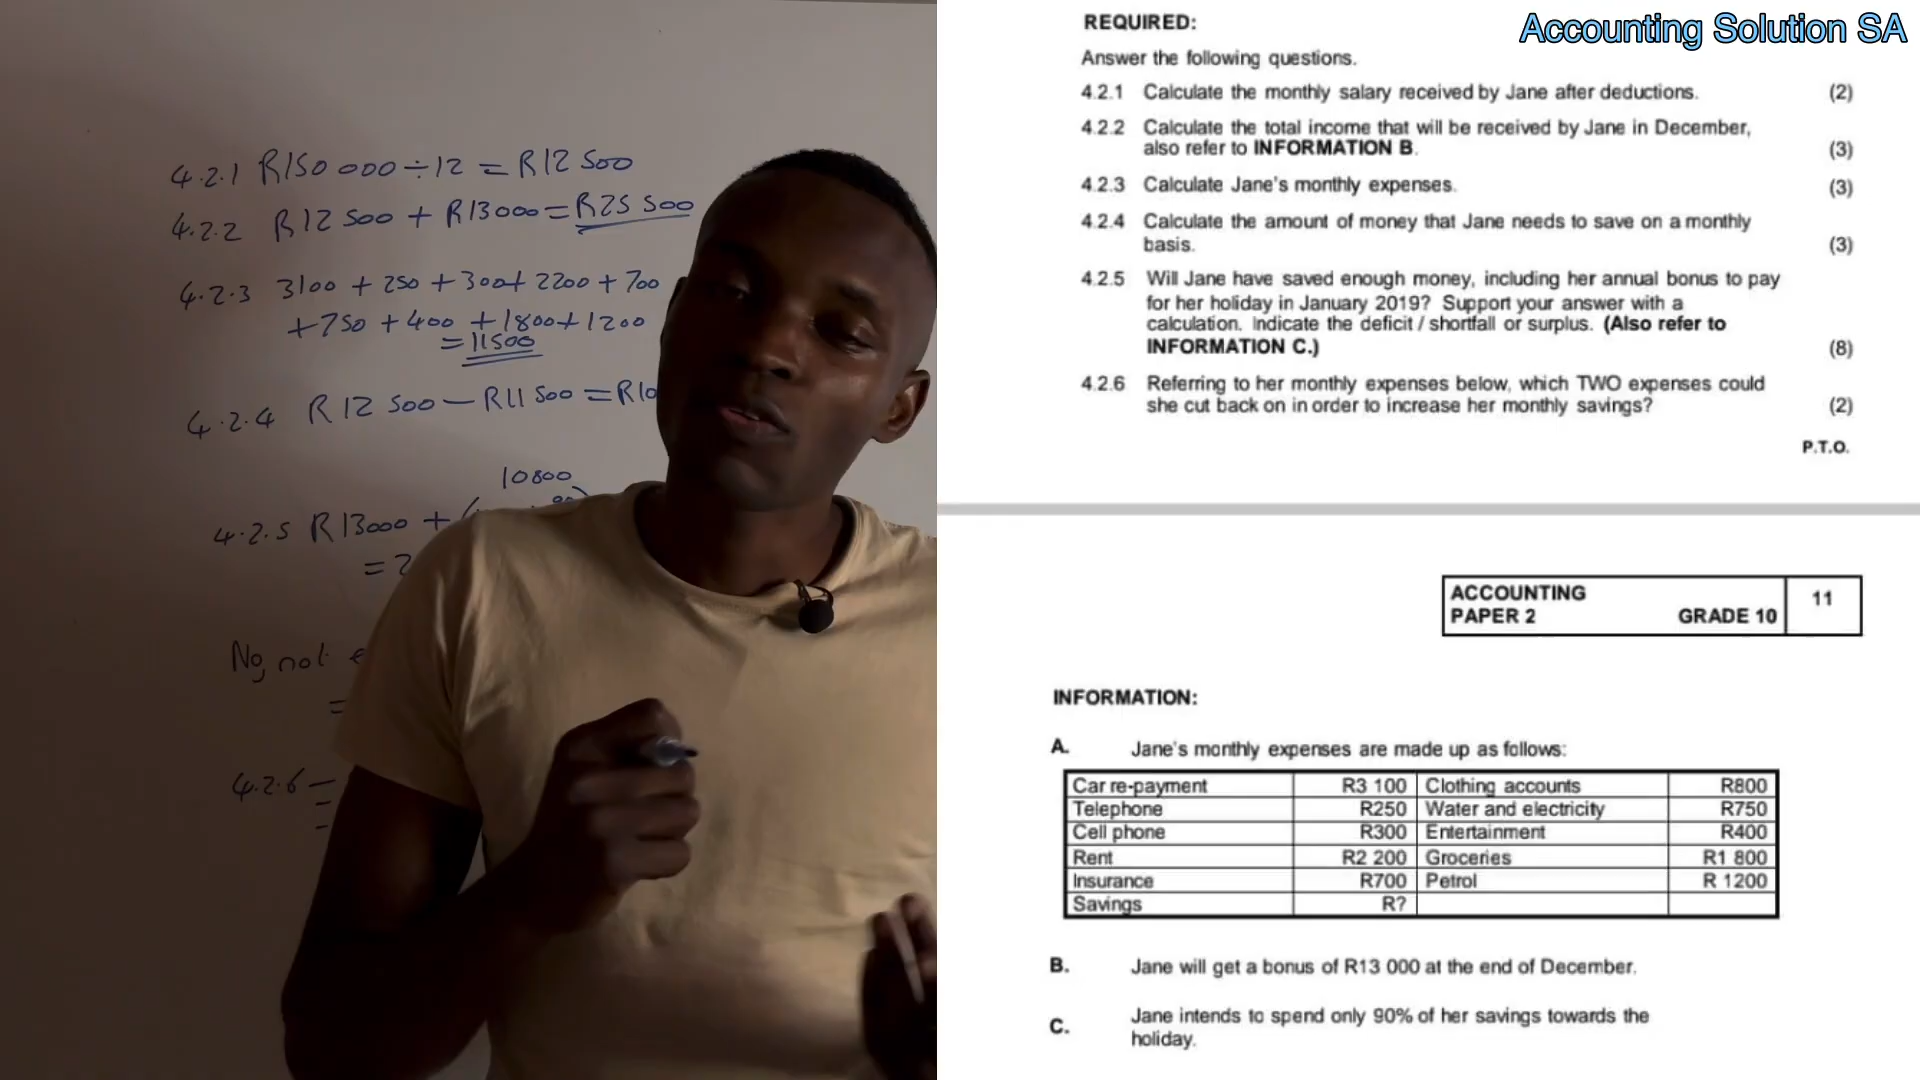 4.2.1 R150 000 ÷ 12 = R12 500
4.2.2 R12 500 + R13000 = R25 500
4.2.3 3100 + 250 + 300 + 2200 + 700
+ 750 + 400 + 1800 + 1200
= 11500
4.2.4 R12 500 – R11 500 = R10
10800
4.2.5 R13000 + (
= 2
No, not
=
4.2.6 –
Accounting Solution SA
REQUIRED:
Answer the following questions.
4.2.1 Calculate the monthly salary received by Jane after deductions. (2)
4.2.2 Calculate the total income that will be received by Jane in December,
also refer to INFORMATION B. (3)
4.2.3 Calculate Jane's monthly expenses. (3)
4.2.4 Calculate the amount of money that Jane needs to save on a monthly
basis. (3)
4.2.5 Will Jane have saved enough money, including her annual bonus to pay
for her holiday in January 2019? Support your answer with a
calculation. Indicate the deficit / shortfall or surplus. (Also refer to
INFORMATION C.) (8)
4.2.6 Referring to her monthly expenses below, which TWO expenses could
she cut back on in order to increase her monthly savings? (2)
P.T.O.
ACCOUNTING 11
PAPER 2 GRADE 10
INFORMATION:
A. Jane's monthly expenses are made up as follows:
Car re-payment R3 100 Clothing accounts R800
Telephone R250 Water and electricity R750
Cell phone R300 Entertainment R400
Rent R2 200 Groceries R1 800
Insurance R700 Petrol R 1200
Savings R?
B. Jane will get a bonus of R13 000 at the end of December.
C. Jane intends to spend only 90% of her savings towards the
holiday.